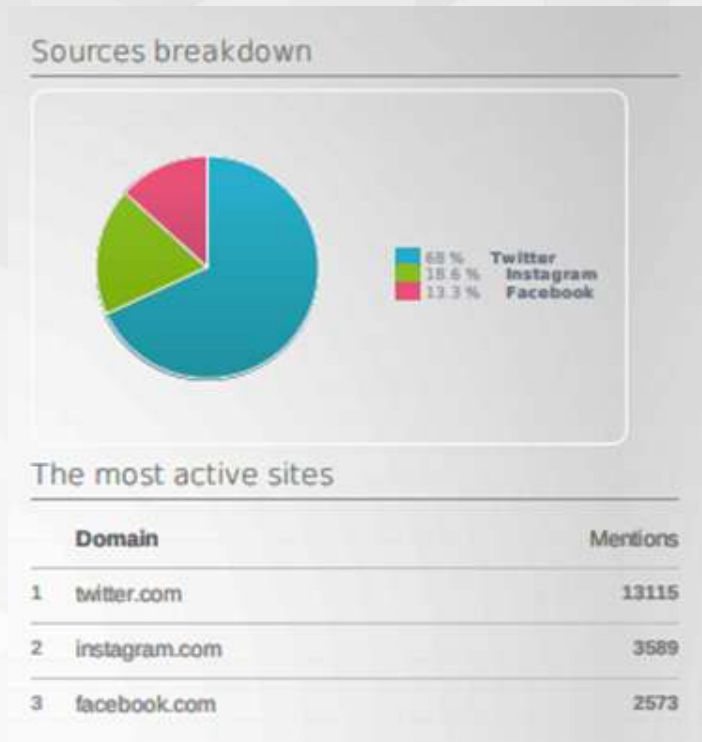 Sources breakdown
68 % Twitter
18.6 % Instagram
13.3 % Facebook
The most active sites
Domain Mentions
1 twitter.com 13115
2 instagram.com 3589
3 facebook.com 2573